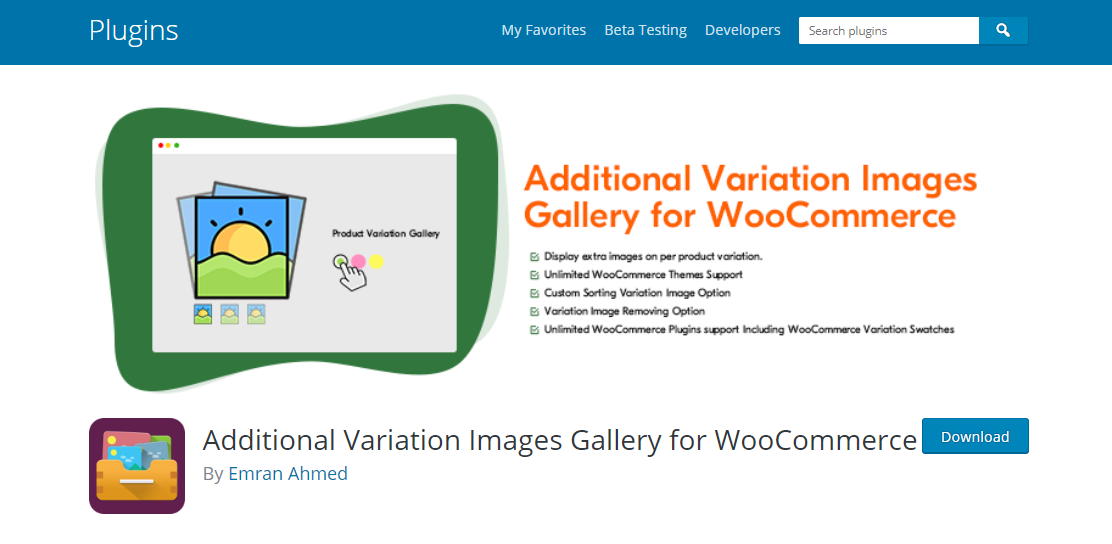 Plugins
My Favorites
Beta Testing
Developers
Search plugins
Product Variation Gallery
Additional Variation Images
Gallery for WooCommerce
Display extra images on per product variation.
Unlimited WooCommerce Themes Support
Custom Sorting Variation Image Option
Variation Image Removing Option
Unlimited WooCommerce Plugins support Including WooCommerce Variation Swatches
Additional Variation Images Gallery for WooCommerce
Download
By Emran Ahmed